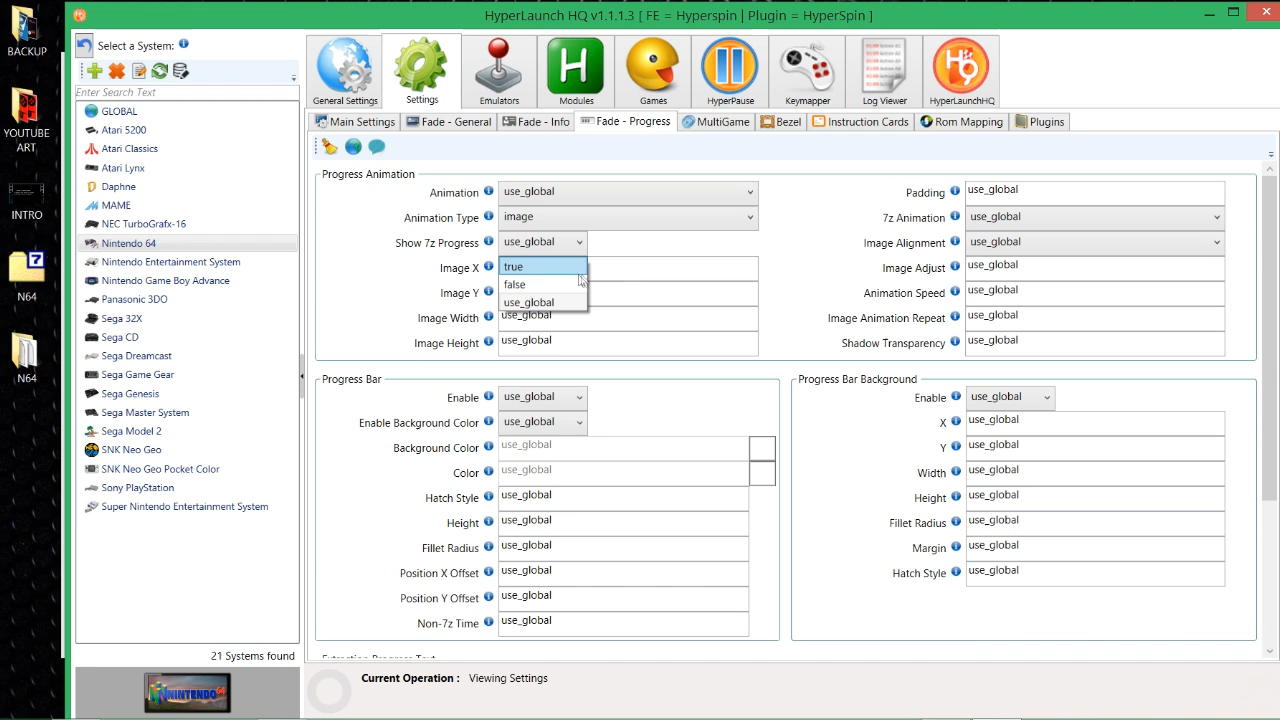 HyperLaunch HQ v1.1.1.3 [ FE = Hyperspin | Plugin = HyperSpin ]
BACKUP
YOUTUBE
ART
INTRO
N64
N64
Select a System:
Enter Search Text
GLOBAL
Atari 5200
Atari Classics
Atari Lynx
Daphne
MAME
NEC TurboGrafx-16
Nintendo 64
Nintendo Entertainment System
Nintendo Game Boy Advance
Panasonic 3DO
Sega 32X
Sega CD
Sega Dreamcast
Sega Game Gear
Sega Genesis
Sega Master System
Sega Model 2
SNK Neo Geo
SNK Neo Geo Pocket Color
Sony PlayStation
Super Nintendo Entertainment System
21 Systems found
NINTENDO 64
General Settings Settings Emulators Modules Games HyperPause Keymapper Log Viewer HyperLaunchHQ
Main Settings Fade - General Fade - Info Fade - Progress MultiGame Bezel Instruction Cards Rom Mapping Plugins
Progress Animation
Animation use_global
Animation Type image
Show 7z Progress use_global
Image X true
false
Image Y use_global
Image Width use_global
Image Height use_global
Padding use_global
7z Animation use_global
Image Alignment use_global
Image Adjust use_global
Animation Speed use_global
Image Animation Repeat use_global
Shadow Transparency use_global
Progress Bar
Enable use_global
Enable Background Color use_global
Background Color use_global
Color use_global
Hatch Style use_global
Height use_global
Fillet Radius use_global
Position X Offset use_global
Position Y Offset use_global
Non-7z Time use_global
Progress Bar Background
Enable use_global
X use_global
Y use_global
Width use_global
Height use_global
Fillet Radius use_global
Margin use_global
Hatch Style use_global
Extraction Progress Text
Current Operation : Viewing Settings